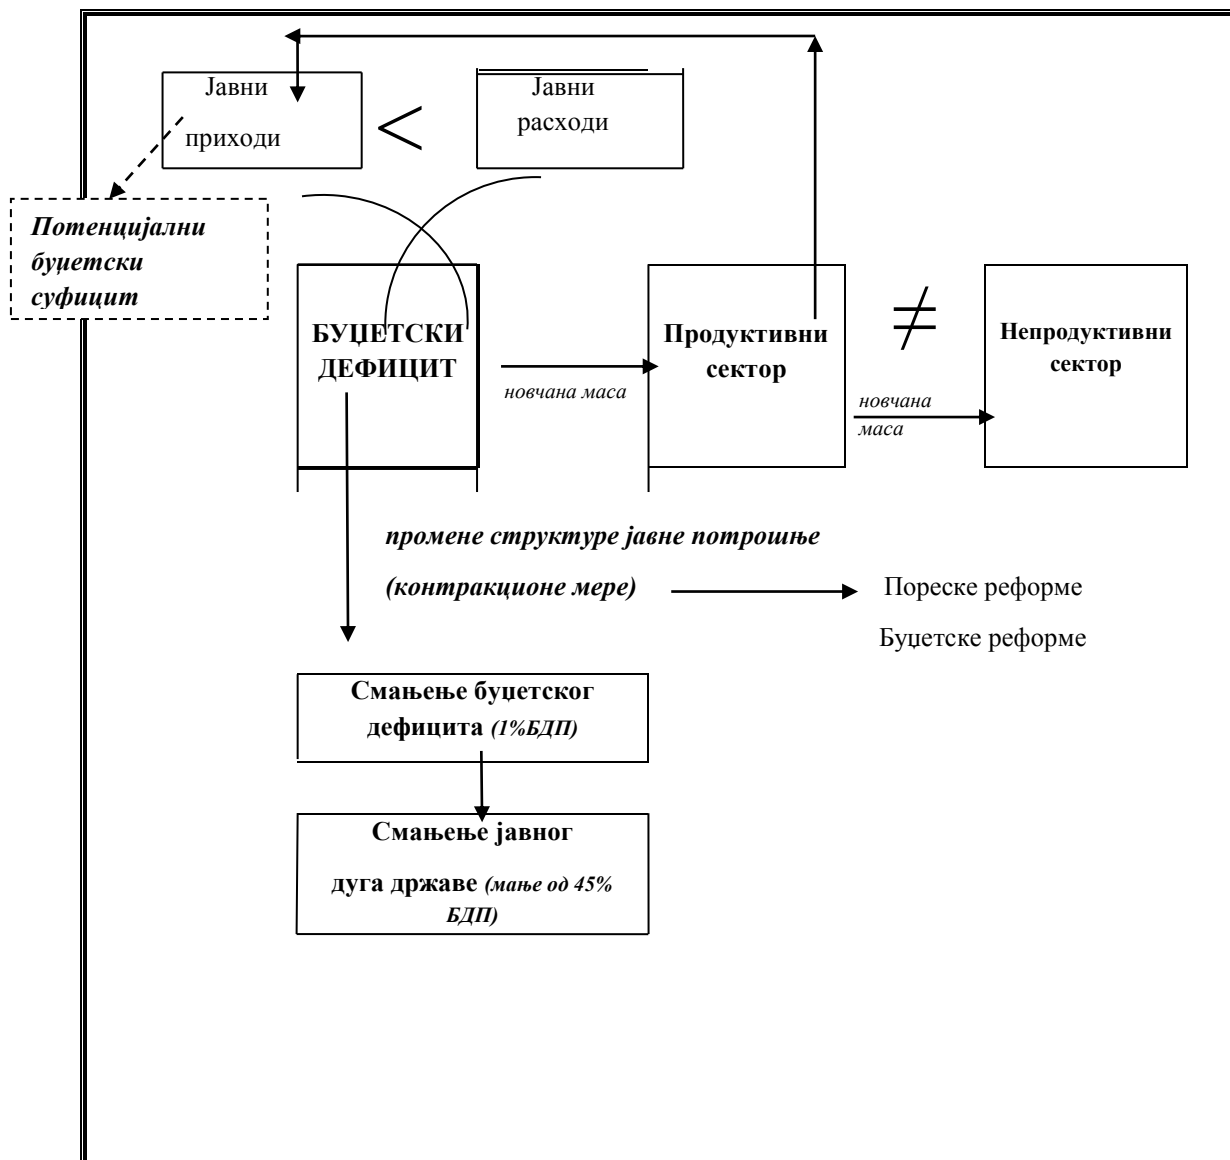 Јавни
приходи
<
Јавни
расходи
Потенцијални
буџетски
суфицит
БУЏЕТСКИ
ДЕФИЦИТ
новчана маса
Продуктивни
сектор
≠
новчана
маса
Непродуктивни
сектор
промене структуре јавне потрошње
(контракционе мере)
Пореске реформе
Буџетске реформе
Смањење буџетског
дефицита (1%БДП)
Смањење јавног
дуга државе (мање од 45%
БДП)